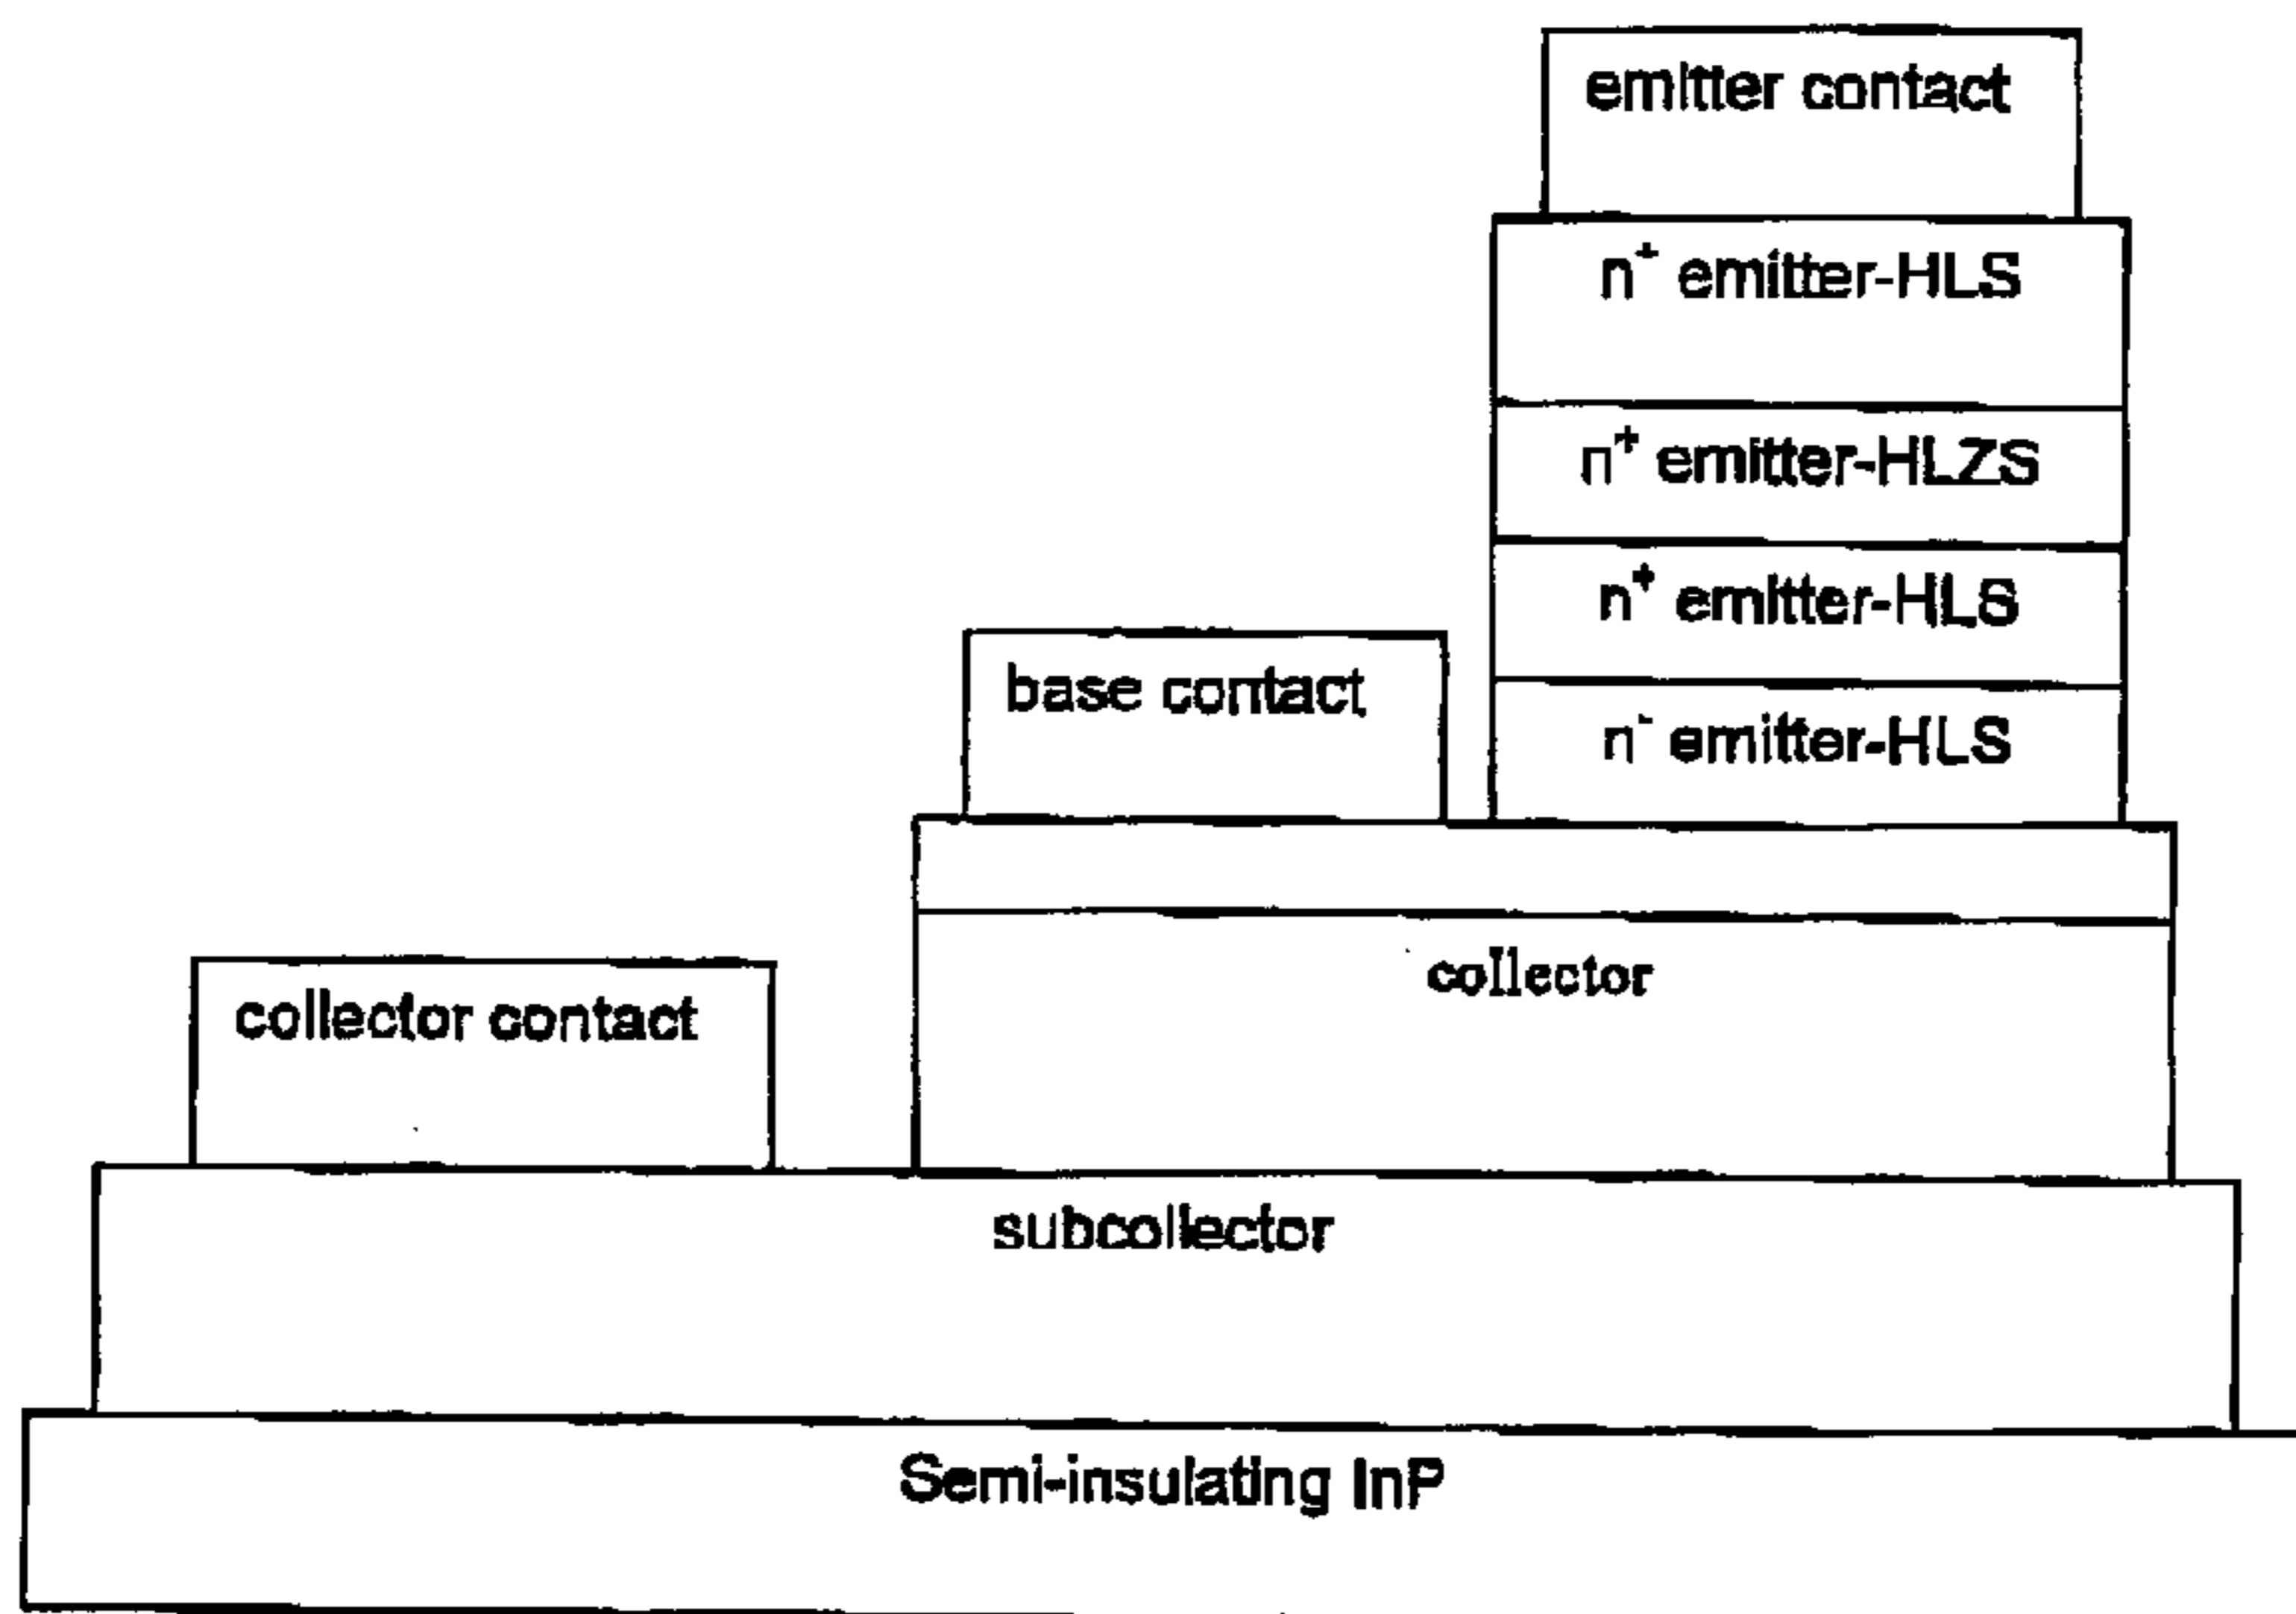 emitter contact
n⁺ emitter-HLS
n⁺ emitter-HLZS
n⁺ emitter-HLS
base contact
n⁻ emitter-HLS
collector
collector contact
subcollector
Semi-insulating InP